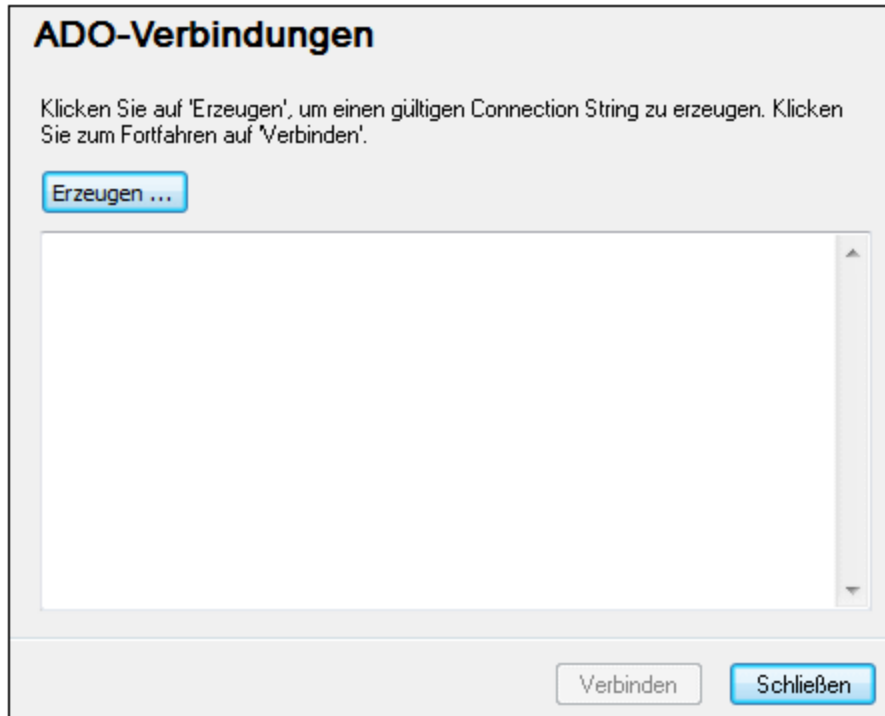 ADO-Verbindungen
Klicken Sie auf 'Erzeugen', um einen gültigen Connection String zu erzeugen. Klicken
Sie zum Fortfahren auf 'Verbinden'.
Erzeugen ...
Verbinden
Schließen